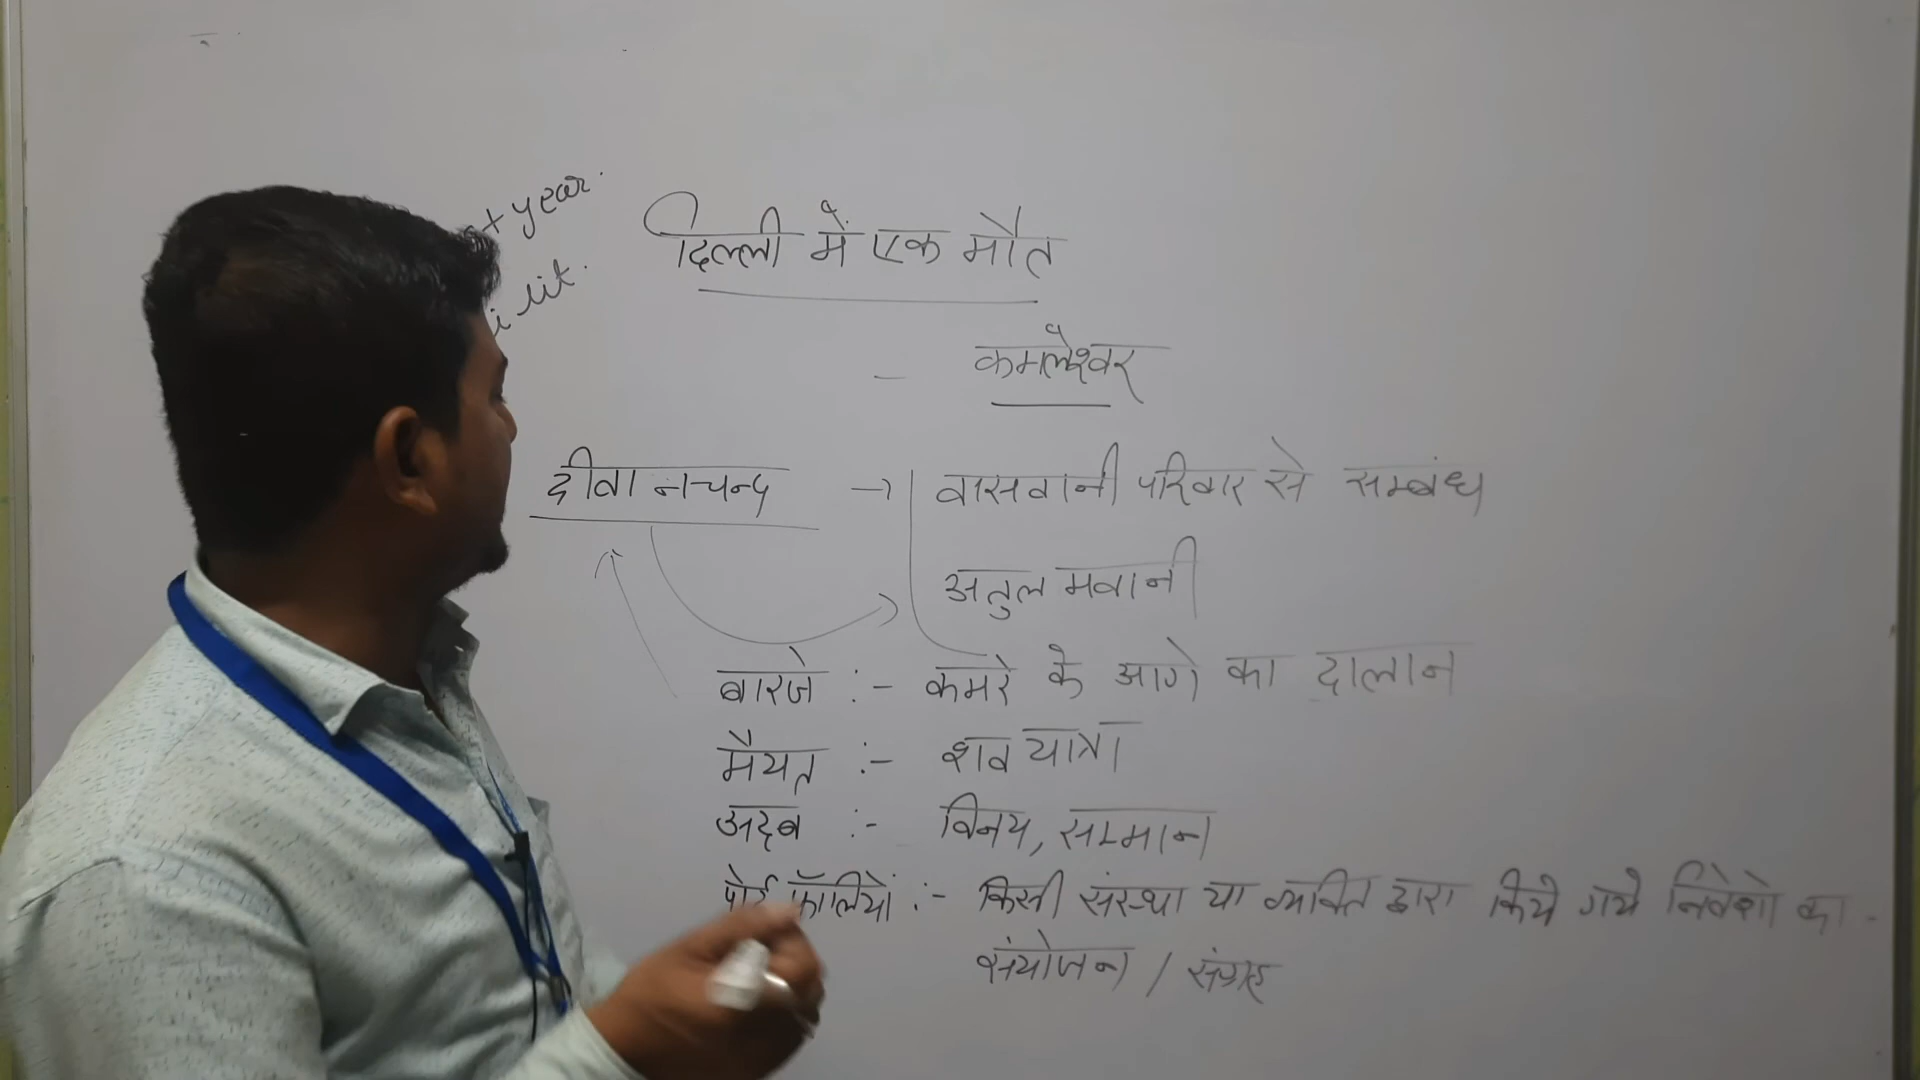 year.
lit.
दिल्ली में एक मौत
- कमलेश्वर
दीवानचन्द → वासवानी परिवार से सम्बंध
अतुल मवानी
बारजे :- कमरे के आगे का दालान
मैयत :- शव यात्रा
अदब :- विनय, सम्मान
पोर्टफॉलियों :- किसी संस्था या व्यक्ति द्वारा किये गये निवेशो का -
संयोजन / संग्रह